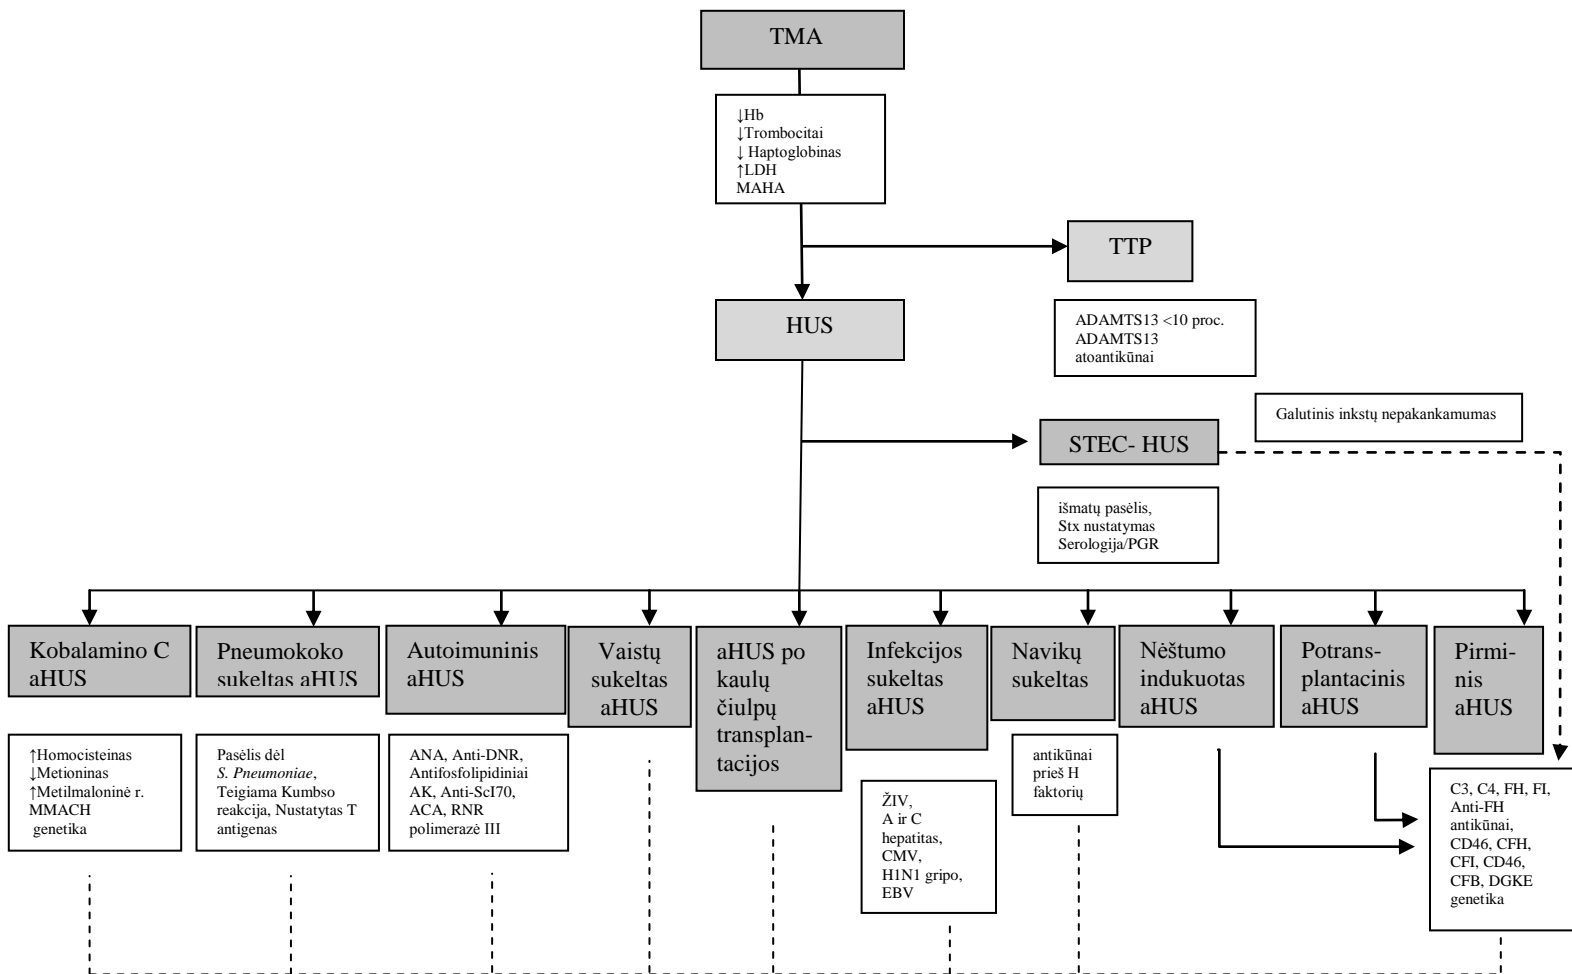 TMA
↓Hb
↓Trombocitai
↓ Haptoglobinas
↑LDH
MAHA
TTP
HUS
ADAMTS13 <10 proc.
ADAMTS13
atoantikūnai
Galutinis inkstų nepakankamumas
STEC- HUS
išmatų pasėlis,
Stx nustatymas
Serologija/PGR
Kobalamino C
aHUS
Pneumokoko
sukeltas aHUS
Autoimuninis
aHUS
Vaistų
sukeltas
aHUS
aHUS po
kaulų
čiulpų
transplan-
tacijos
Infekcijos
sukeltas
aHUS
Navikų
sukeltas
Nėštumo
indukuotas
aHUS
Potrans-
plantacinis
aHUS
Pirmi-
nis
aHUS
↑Homocisteinas
↓Metioninas
↑Metilmaloninė r.
MMACH
genetika
Pasėlis dėl
S. Pneumoniae,
Teigiama Kumbso
reakcija, Nustatytas T
antigenas
ANA, Anti-DNR,
Antifosfolipidiniai
AK, Anti-ScI70,
ACA, RNR
polimerazė III
ŽIV,
A ir C
hepatitas,
CMV,
H1N1 gripo,
EBV
antikūnai
prieš H
faktorių
C3, C4, FH, FI,
Anti-FH
antikūnai,
CD46, CFH,
CFI, CD46,
CFB, DGKE
genetika